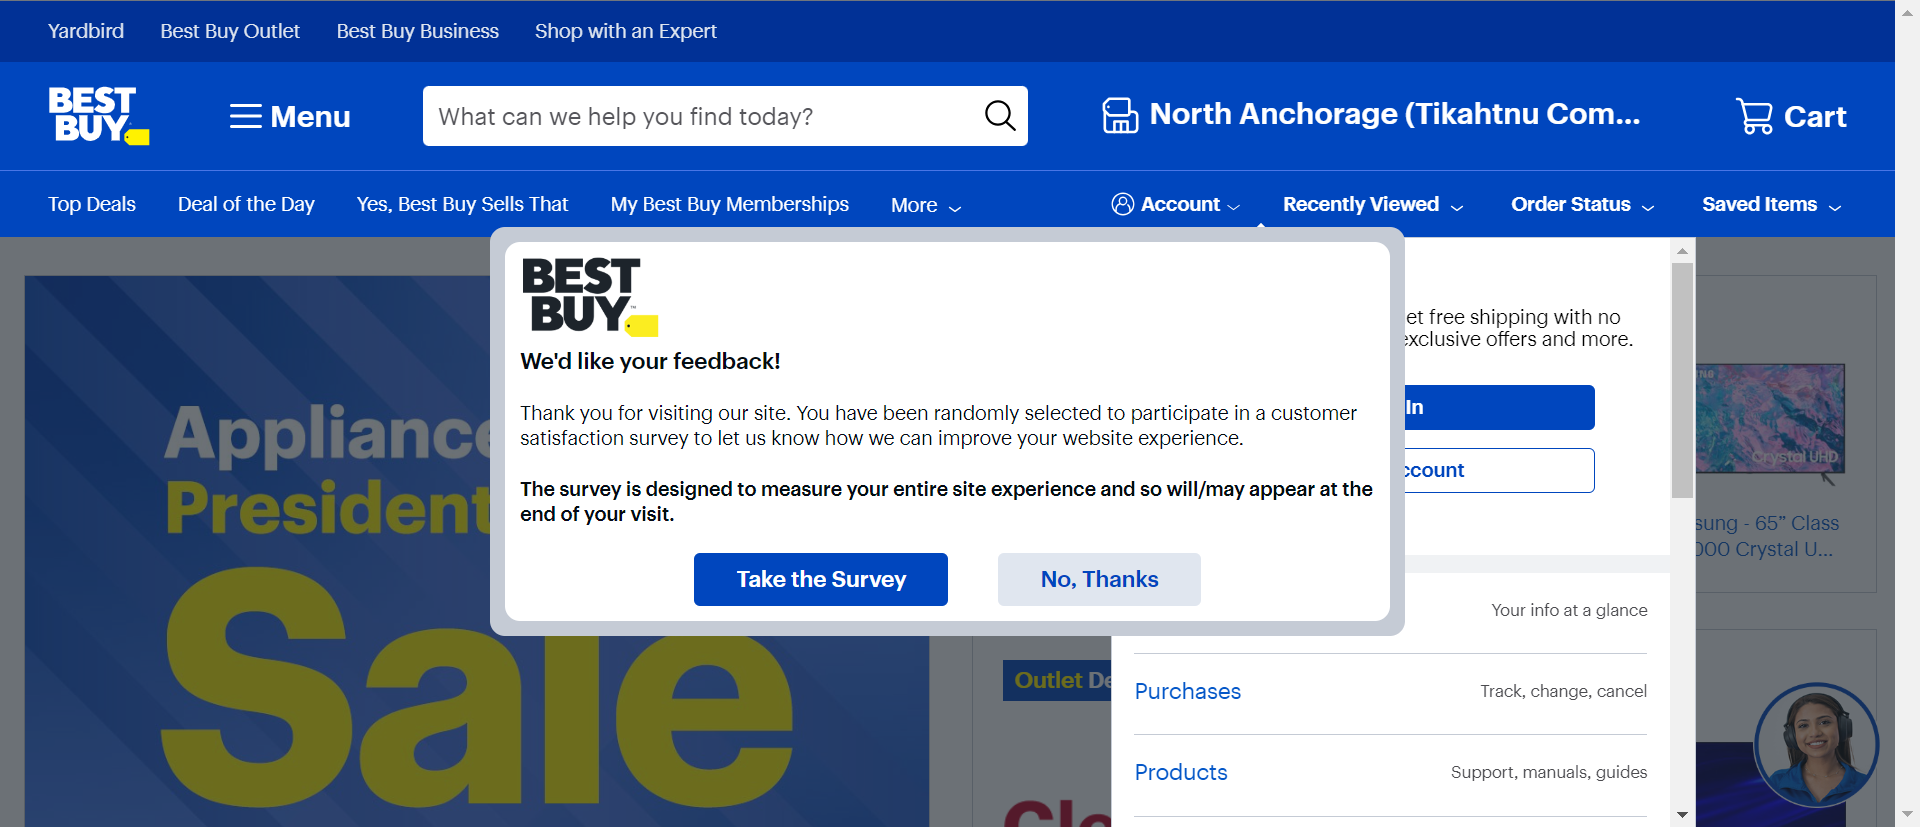 Yardbird Best Buy Outlet Best Buy Business Shop with an Expert
BEST
BUY
Menu
What can we help you find today?
North Anchorage (Tikahtnu Com...
Cart
Top Deals Deal of the Day Yes, Best Buy Sells That My Best Buy Memberships More
Account Recently Viewed Order Status Saved Items
BEST
BUY™
We'd like your feedback!
Thank you for visiting our site. You have been randomly selected to participate in a customer
satisfaction survey to let us know how we can improve your website experience.
The survey is designed to measure your entire site experience and so will/may appear at the
end of your visit.
Take the Survey
No, Thanks
et free shipping with no
exclusive offers and more.
In
ccount
Your info at a glance
Purchases Track, change, cancel
Products Support, manuals, guides
Appliance
President
Sale
Outlet De
Clo
Crystal UHD
sung - 65” Class
000 Crystal U...